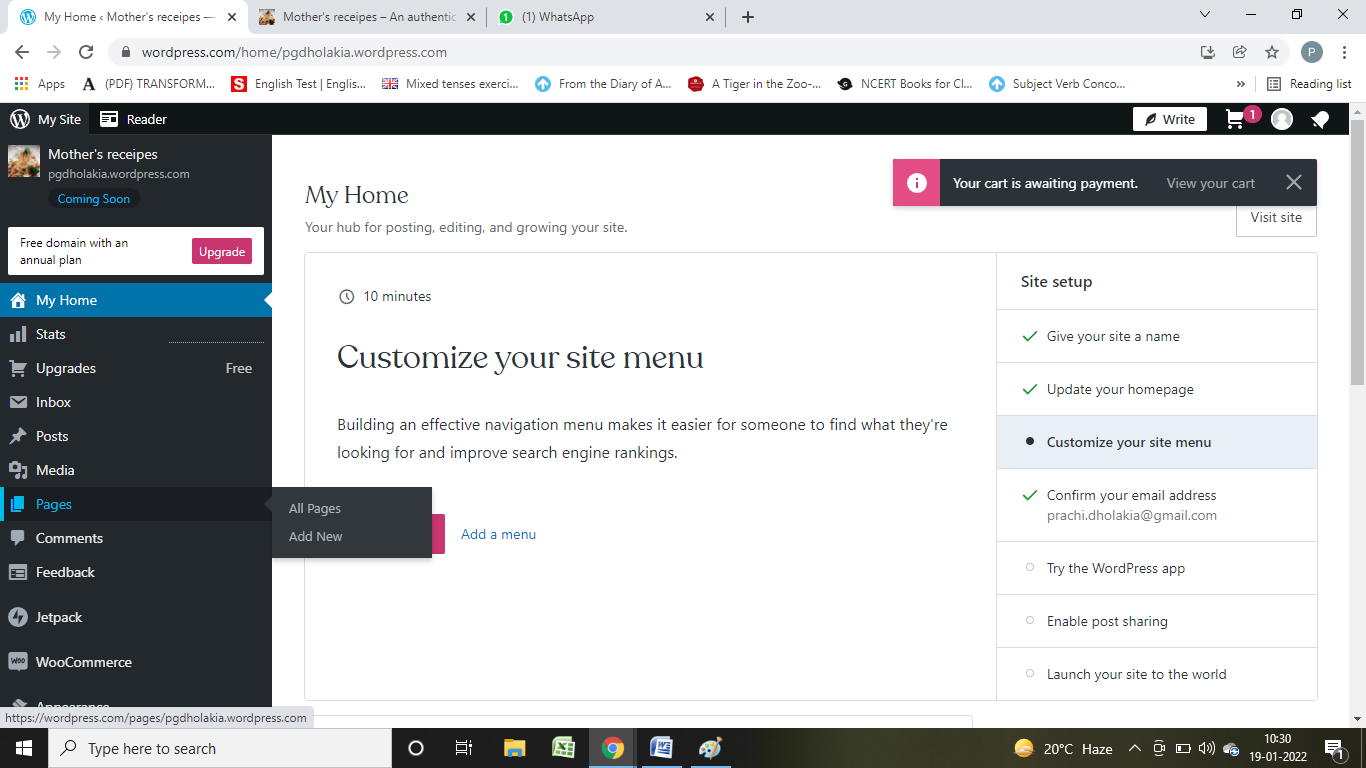 My Home ‹ Mother's receipes —
Mother's receipes – An authentic
(1) WhatsApp
wordpress.com/home/pgdholakia.wordpress.com
P
Apps
(PDF) TRANSFORM...
English Test | Englis...
Mixed tenses exerci...
From the Diary of A...
A Tiger in the Zoo-...
NCERT Books for Cl...
Subject Verb Conco...
»
Reading list
My Site
Reader
Write
1
Mother's receipes
pgdholakia.wordpress.com
Coming Soon
Free domain with an
annual plan
Upgrade
My Home
Stats
Upgrades
Free
Inbox
Posts
Media
Pages
Comments
Feedback
Jetpack
WooCommerce
Appearance
All Pages
Add New
My Home
Your hub for posting, editing, and growing your site.
Your cart is awaiting payment.
View your cart
Visit site
10 minutes
Customize your site menu
Building an effective navigation menu makes it easier for someone to find what they're
looking for and improve search engine rankings.
Add a menu
Site setup
Give your site a name
Update your homepage
Customize your site menu
Confirm your email address
prachi.dholakia@gmail.com
Try the WordPress app
Enable post sharing
Launch your site to the world
https://wordpress.com/pages/pgdholakia.wordpress.com
Type here to search
20°C Haze
10:30
19-01-2022
1